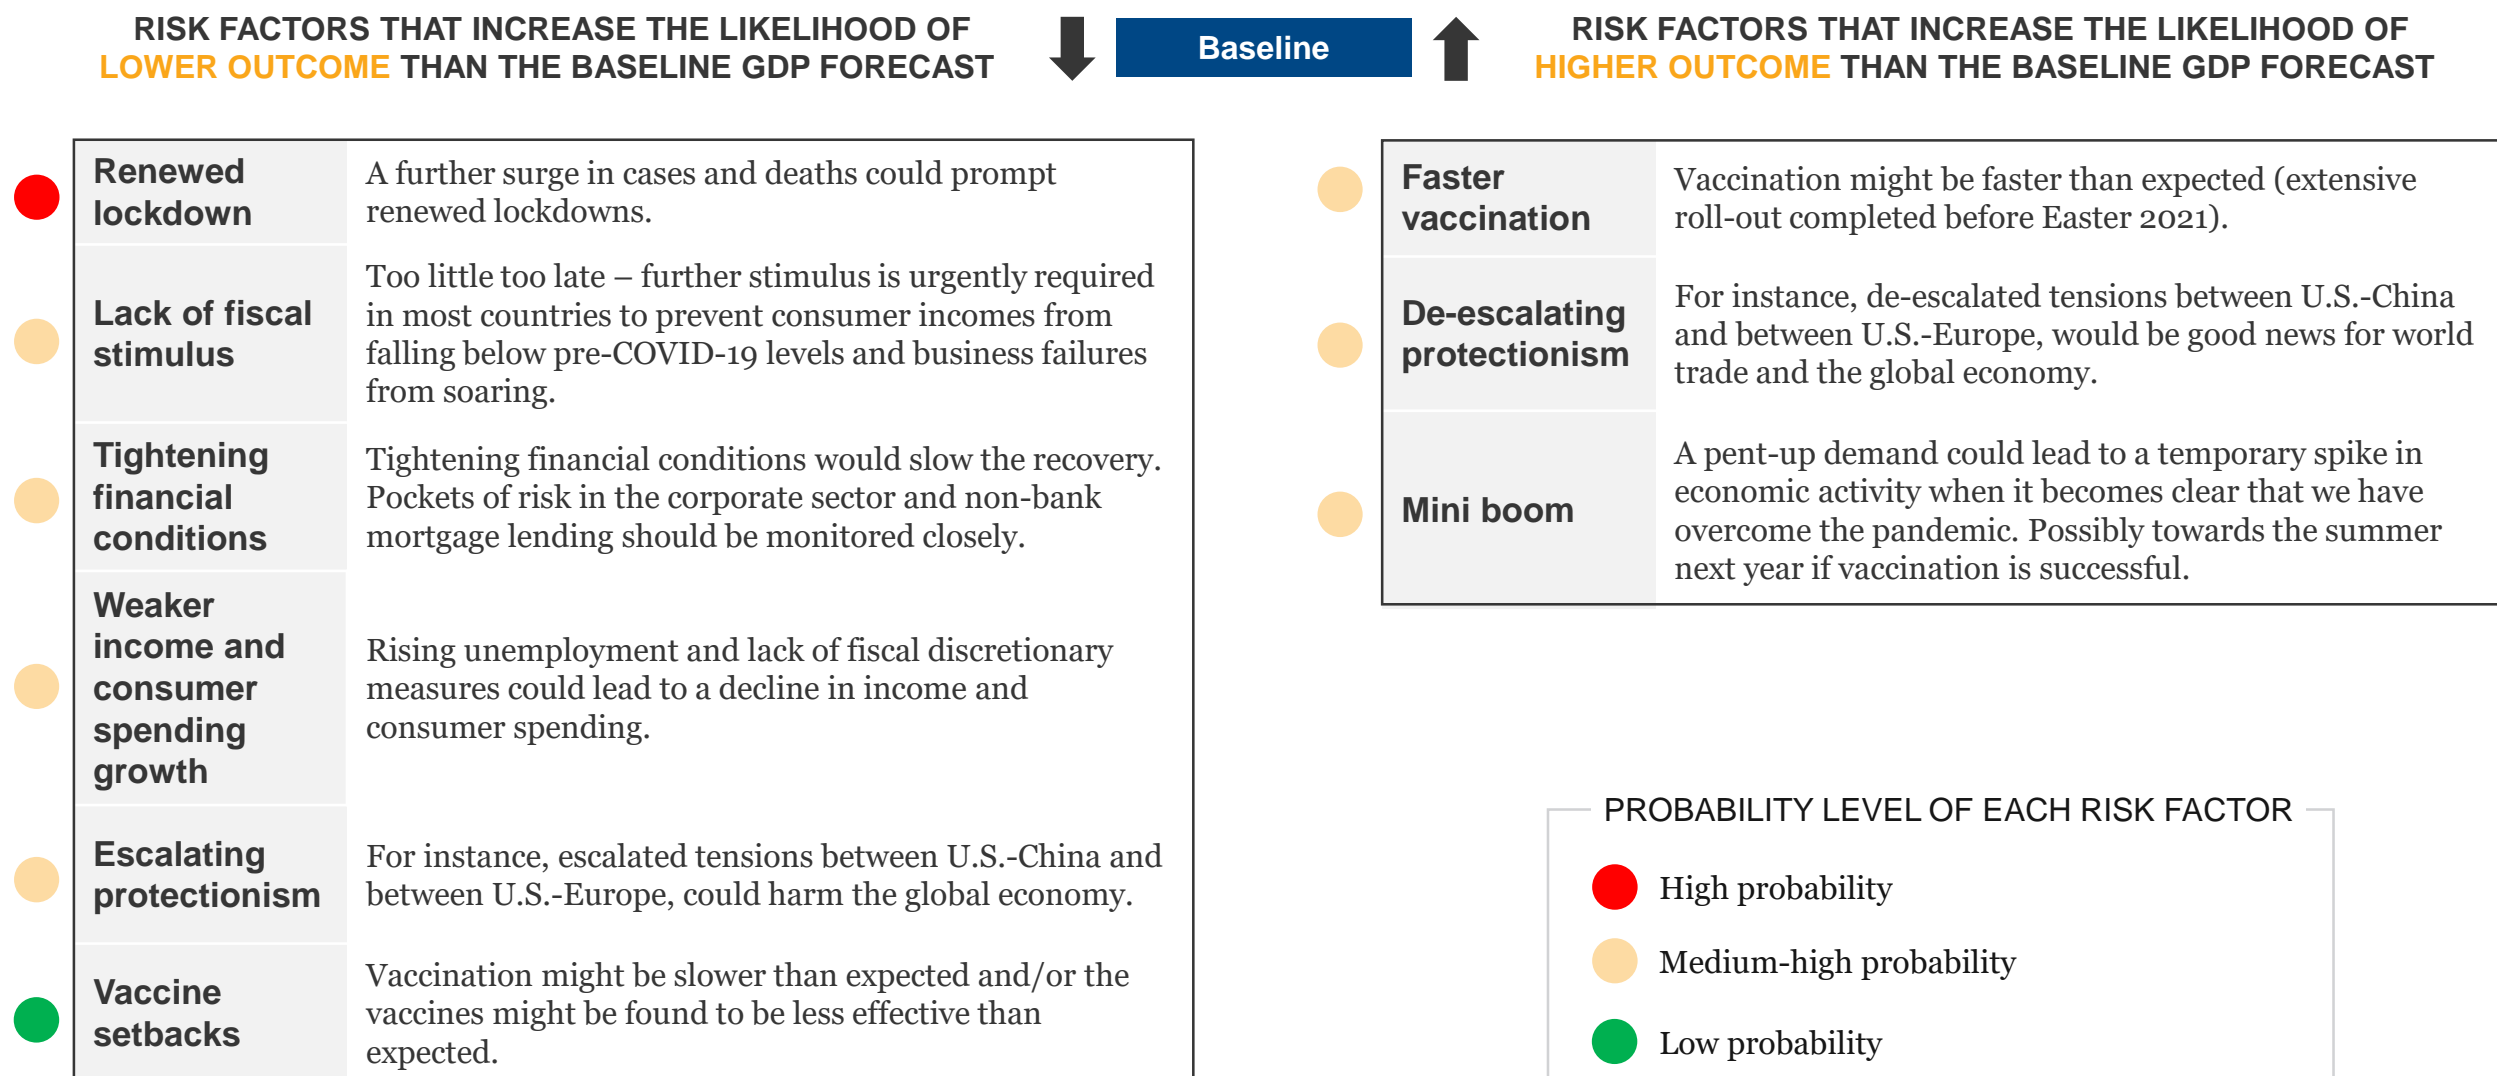 RISK FACTORS THAT INCREASE THE LIKELIHOOD OF
LOWER OUTCOME THAN THE BASELINE GDP FORECAST
Baseline
RISK FACTORS THAT INCREASE THE LIKELIHOOD OF
HIGHER OUTCOME THAN THE BASELINE GDP FORECAST
Renewed
lockdown
A further surge in cases and deaths could prompt
renewed lockdowns.
Lack of fiscal
stimulus
Too little too late – further stimulus is urgently required
in most countries to prevent consumer incomes from
falling below pre-COVID-19 levels and business failures
from soaring.
Tightening
financial
conditions
Tightening financial conditions would slow the recovery.
Pockets of risk in the corporate sector and non-bank
mortgage lending should be monitored closely.
Weaker
income and
consumer
spending
growth
Rising unemployment and lack of fiscal discretionary
measures could lead to a decline in income and
consumer spending.
Escalating
protectionism
For instance, escalated tensions between U.S.-China and
between U.S.-Europe, could harm the global economy.
Vaccine
setbacks
Vaccination might be slower than expected and/or the
vaccines might be found to be less effective than
expected.
Faster
vaccination
Vaccination might be faster than expected (extensive
roll-out completed before Easter 2021).
De-escalating
protectionism
For instance, de-escalated tensions between U.S.-China
and between U.S.-Europe, would be good news for world
trade and the global economy.
Mini boom
A pent-up demand could lead to a temporary spike in
economic activity when it becomes clear that we have
overcome the pandemic. Possibly towards the summer
next year if vaccination is successful.
PROBABILITY LEVEL OF EACH RISK FACTOR
High probability
Medium-high probability
Low probability